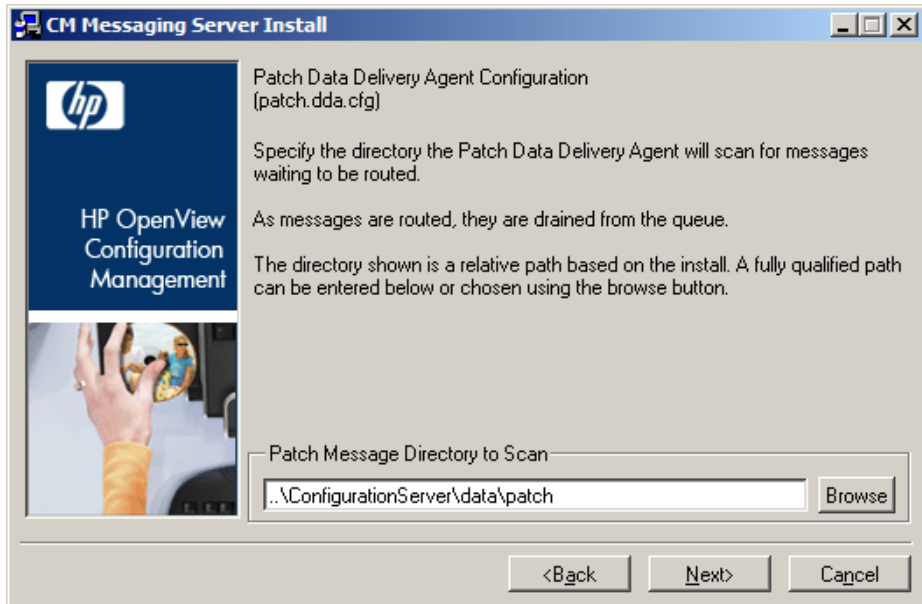 CM Messaging Server Install
hp
HP OpenView
Configuration
Management
Patch Data Delivery Agent Configuration
(patch.dda.cfg)
Specify the directory the Patch Data Delivery Agent will scan for messages
waiting to be routed.
As messages are routed, they are drained from the queue.
The directory shown is a relative path based on the install. A fully qualified path
can be entered below or chosen using the browse button.
Patch Message Directory to Scan
..\ConfigurationServer\data\patch
Browse
<Back
Next>
Cancel